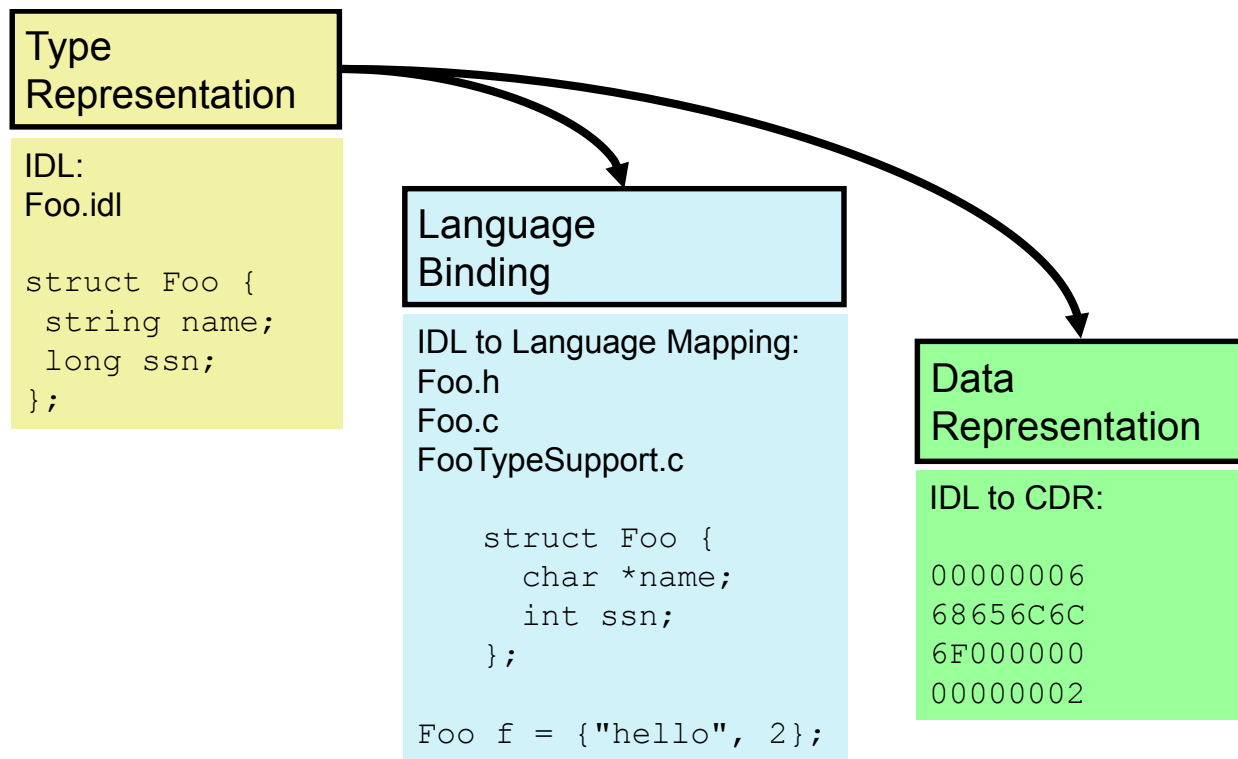 Type
Representation
IDL:
Foo.idl
struct Foo {
 string name;
 long ssn;
};
Language
Binding
IDL to Language Mapping:
Foo.h
Foo.c
FooTypeSupport.c
struct Foo {
  char *name;
  int ssn;
};
Foo f = {"hello", 2};
Data
Representation
IDL to CDR:
00000006
68656C6C
6F000000
00000002